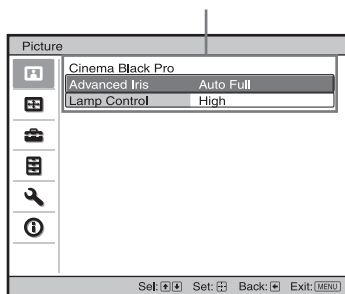 Picture
Cinema Black Pro
Advanced Iris Auto Full
Lamp Control High
Sel: Set: Back: Exit: MENU